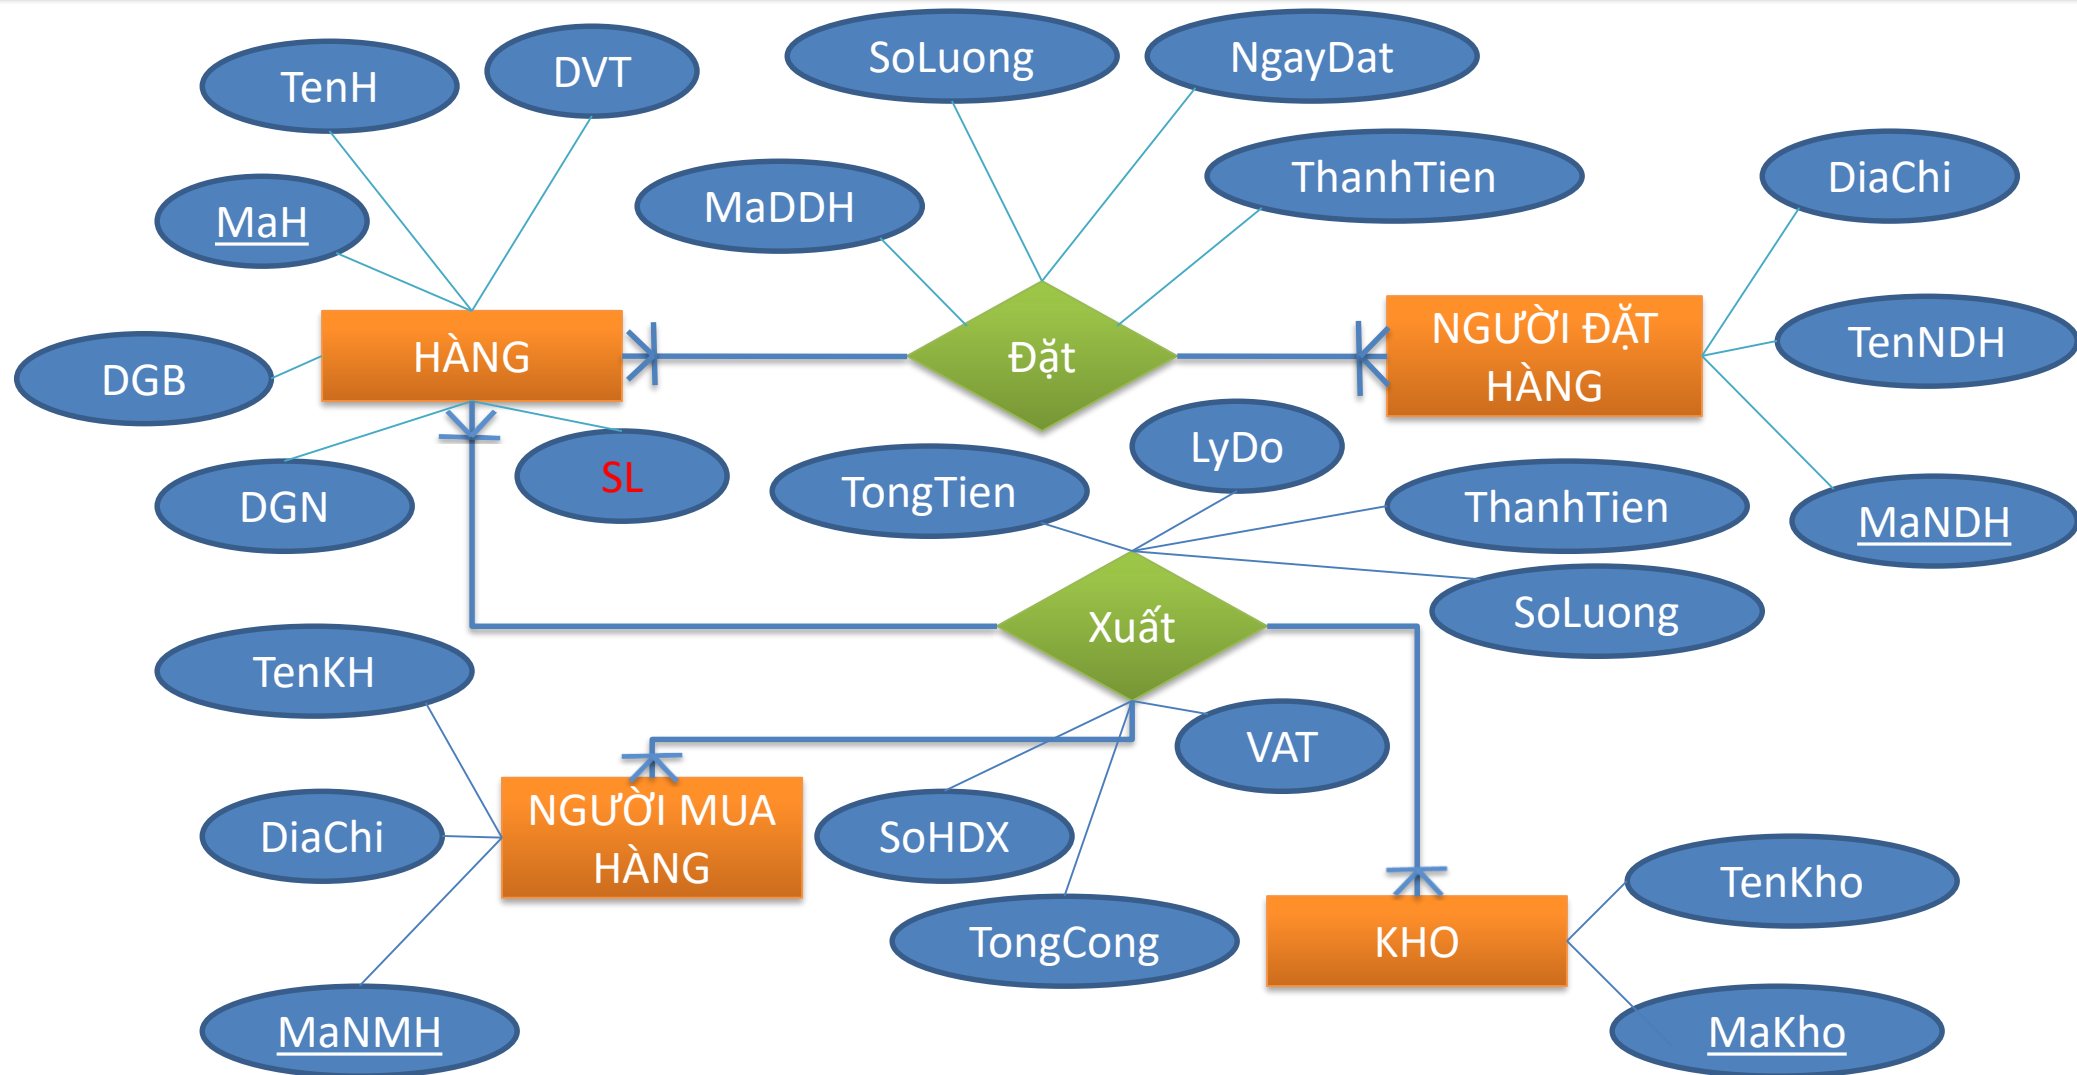 SoLuong
NgayDat
TenH
DVT
ThanhTien
DiaChi
MaH
MaDDH
HÀNG
Đặt
NGƯỜI ĐẶT
HÀNG
TenNDH
DGB
LyDo
SL
TongTien
ThanhTien
DGN
MaNDH
SoLuong
Xuất
TenKH
VAT
NGƯỜI MUA
HÀNG
DiaChi
SoHDX
TenKho
TongCong
KHO
MaNMH
MaKho